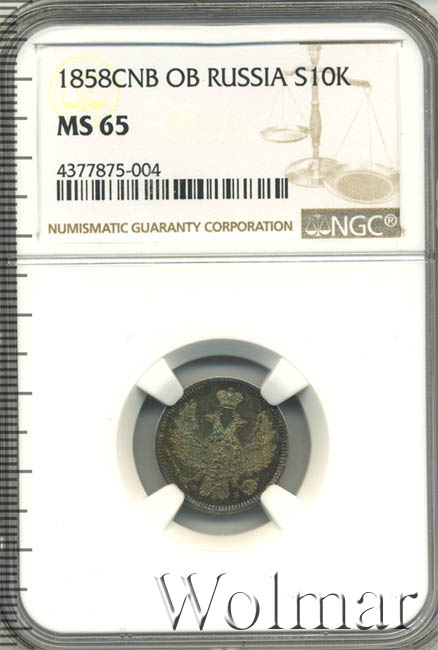 1858CNB OB RUSSIA S10K
MS 65
4377875-004
NUMISMATIC GUARANTY CORPORATION
NGC®
Wolmar